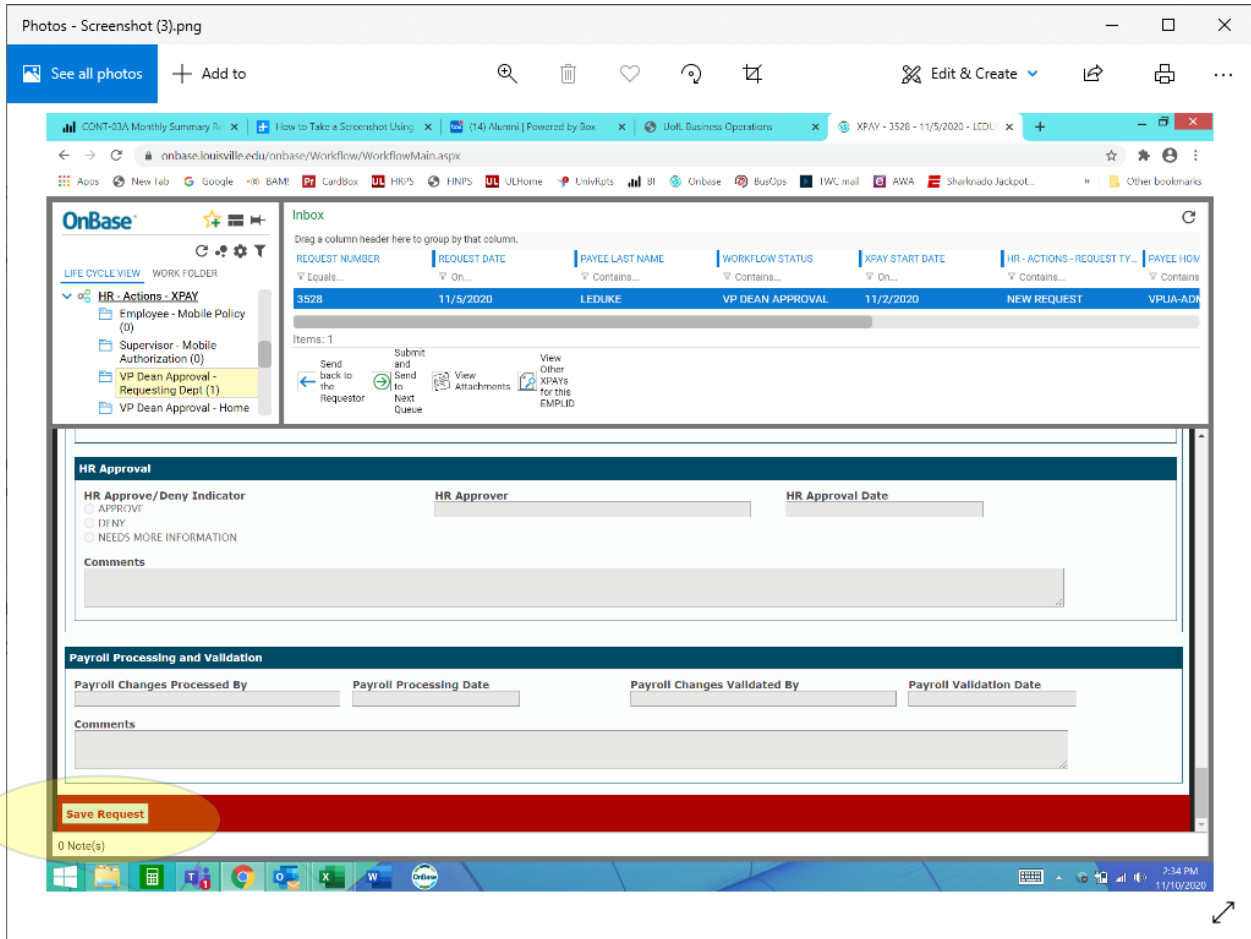 Photos - Screenshot (3).png
See all photos
Add to
Edit & Create
CONT-03A Monthly Summary Re
How to Take a Screenshot Using
(14) Alumni | Powered by Box
UofL Business Operations
XPAY - 3528 - 11/5/2020 - LEDU
onbase.louisville.edu/onbase/Workflow/WorkflowMain.aspx
Apps New Tab Google BAM! CardBox HRPS FINPS ULHome UnivRpts BI Onbase BusOps TWC mail AWA Sharknado Jackpot... » Other bookmarks
OnBase
LIFE CYCLE VIEW WORK FOLDER
HR - Actions - XPAY
Employee - Mobile Policy
(0)
Supervisor - Mobile
Authorization (0)
VP Dean Approval -
Requesting Dept (1)
VP Dean Approval - Home
Inbox
Drag a column header here to group by that column.
REQUEST NUMBER REQUEST DATE PAYEE LAST NAME WORKFLOW STATUS XPAY START DATE HR - ACTIONS - REQUEST TY... PAYEE HOM
Equals... On... Contains... Contains... On... Contains... Contains
3528 11/5/2020 LEDUKE VP DEAN APPROVAL 11/2/2020 NEW REQUEST VPUA-ADM
Items: 1
Send
back to
the
Requestor
Submit
and
Send
to
Next
Queue
View
Attachments
View
Other
XPAYs
for this
EMPLID
HR Approval
HR Approve/Deny Indicator HR Approver HR Approval Date
APPROVE
DENY
NEEDS MORE INFORMATION
Comments
Payroll Processing and Validation
Payroll Changes Processed By Payroll Processing Date Payroll Changes Validated By Payroll Validation Date
Comments
Save Request
0 Note(s)
OnBase
2:34 PM
11/10/2020